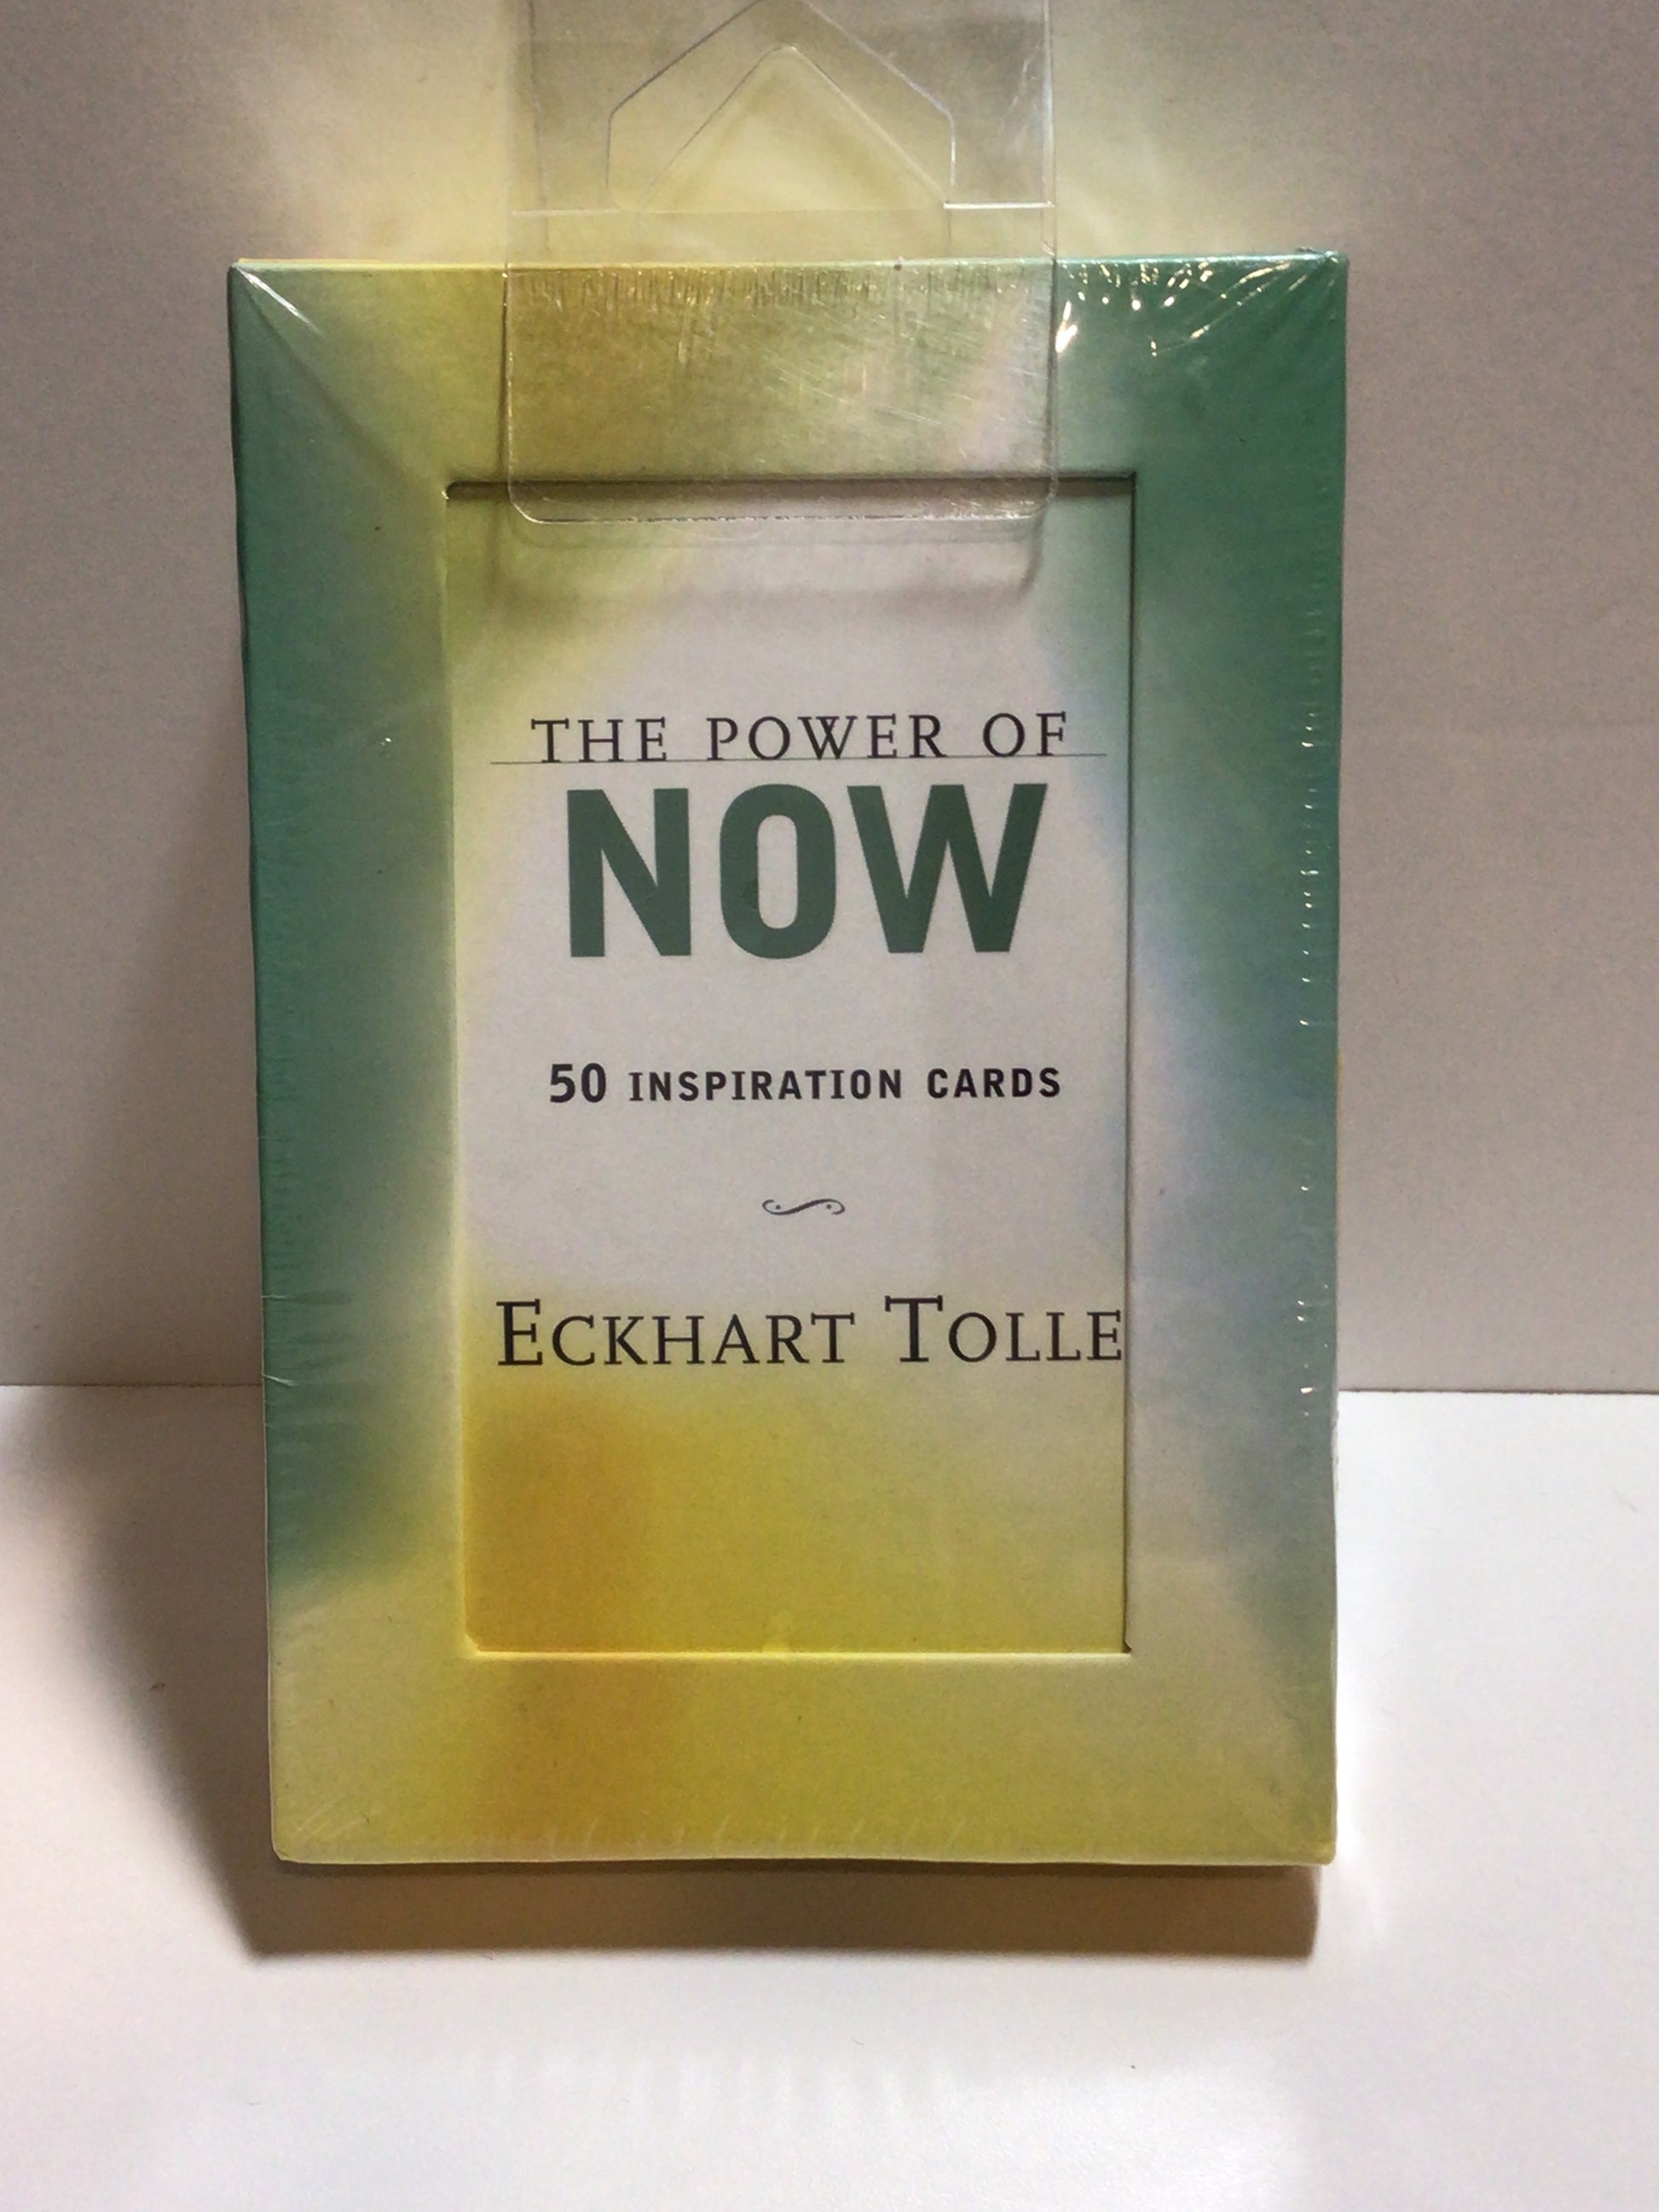 THE POWER OF
NOW
50 INSPIRATION CARDS
ECKHART TOLLE